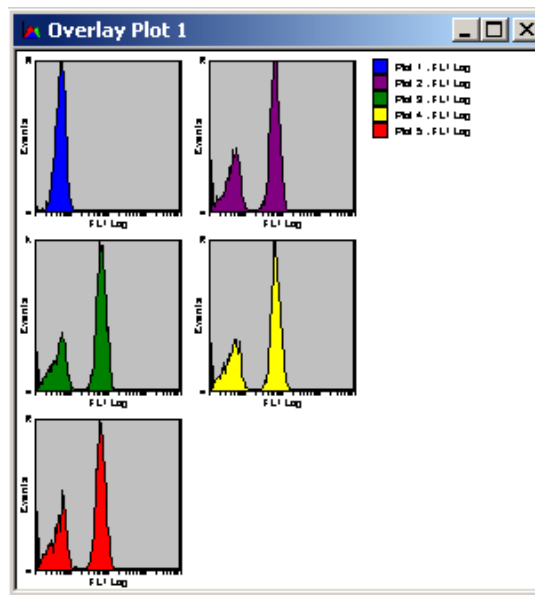 Overlay Plot 1
Plot 1 . FL1 Log
Plot 2 . FL1 Log
Plot 3 . FL1 Log
Plot 4 . FL1 Log
Plot 5 . FL1 Log
Events
FL1 Log
Events
FL1 Log
Events
FL1 Log
Events
FL1 Log
Events
FL1 Log